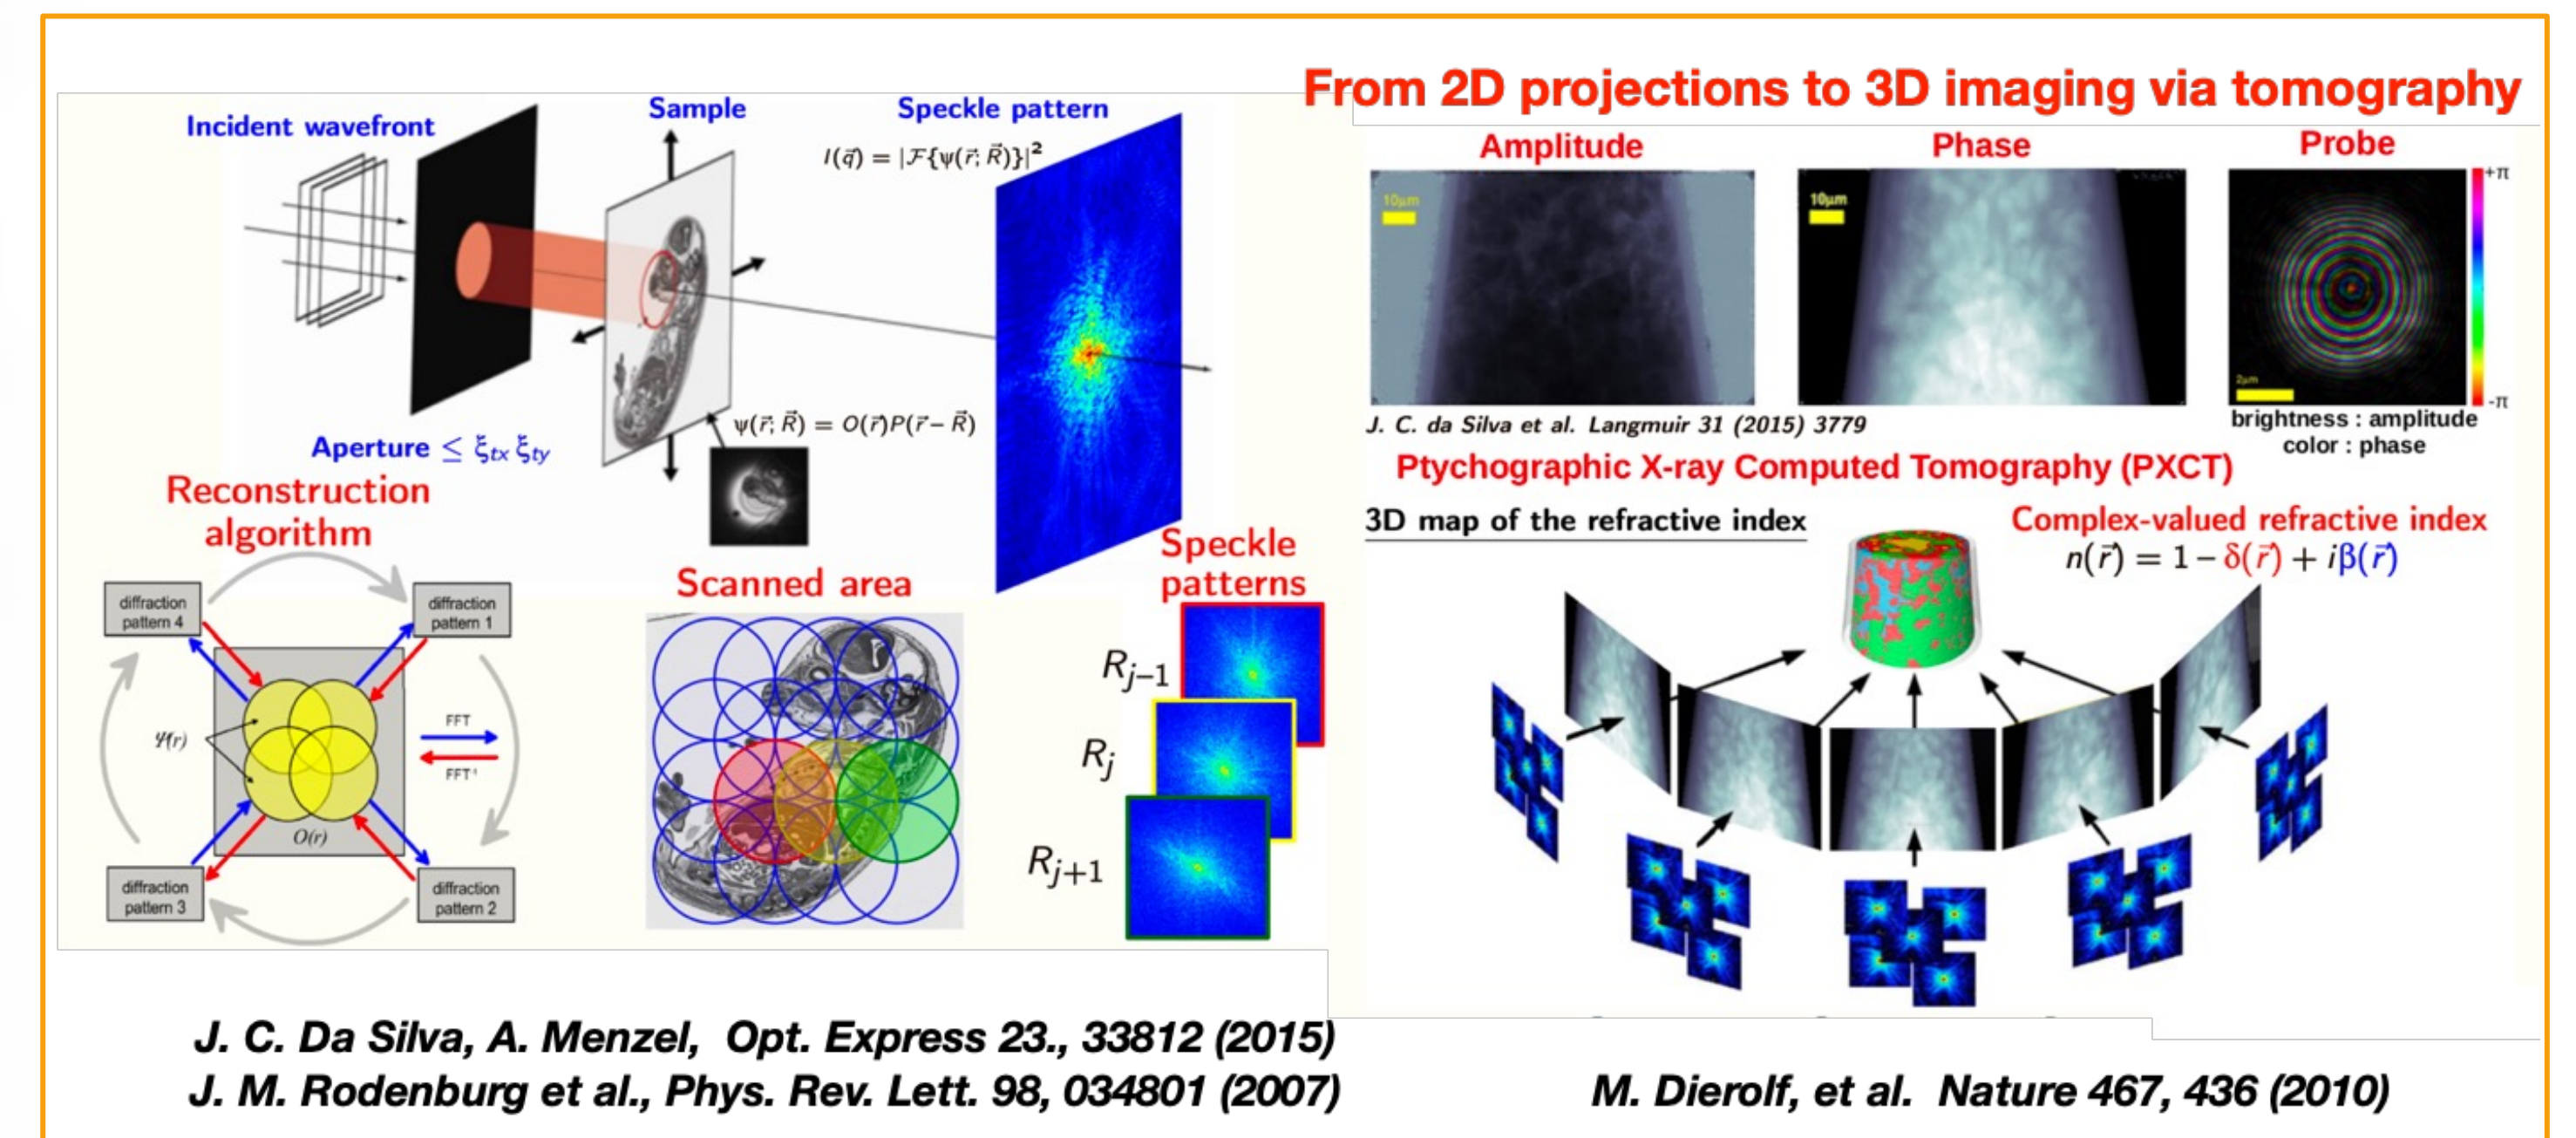 From 2D projections to 3D imaging via tomography
Incident wavefront
Sample
Speckle pattern
I(q⃗) = |ℱ{ψ(r⃗; R⃗)}|²
ψ(r⃗; R⃗) = O(r⃗)P(r⃗ − R⃗)
Aperture ≤ ξtx ξty
Reconstruction
algorithm
diffraction
pattern 4
diffraction
pattern 1
Ψ(r)
FFT
FFT⁻¹
O(r)
diffraction
pattern 3
diffraction
pattern 2
Scanned area
Speckle
patterns
Rj−1
Rj
Rj+1
Amplitude
Phase
Probe
10μm
10μm
2μm
+π
-π
J. C. da Silva et al. Langmuir 31 (2015) 3779
brightness : amplitude
color : phase
Ptychographic X-ray Computed Tomography (PXCT)
3D map of the refractive index
Complex-valued refractive index
n(r⃗) = 1 − δ(r⃗) + iβ(r⃗)
J. C. Da Silva, A. Menzel, Opt. Express 23., 33812 (2015)
J. M. Rodenburg et al., Phys. Rev. Lett. 98, 034801 (2007)
M. Dierolf, et al. Nature 467, 436 (2010)